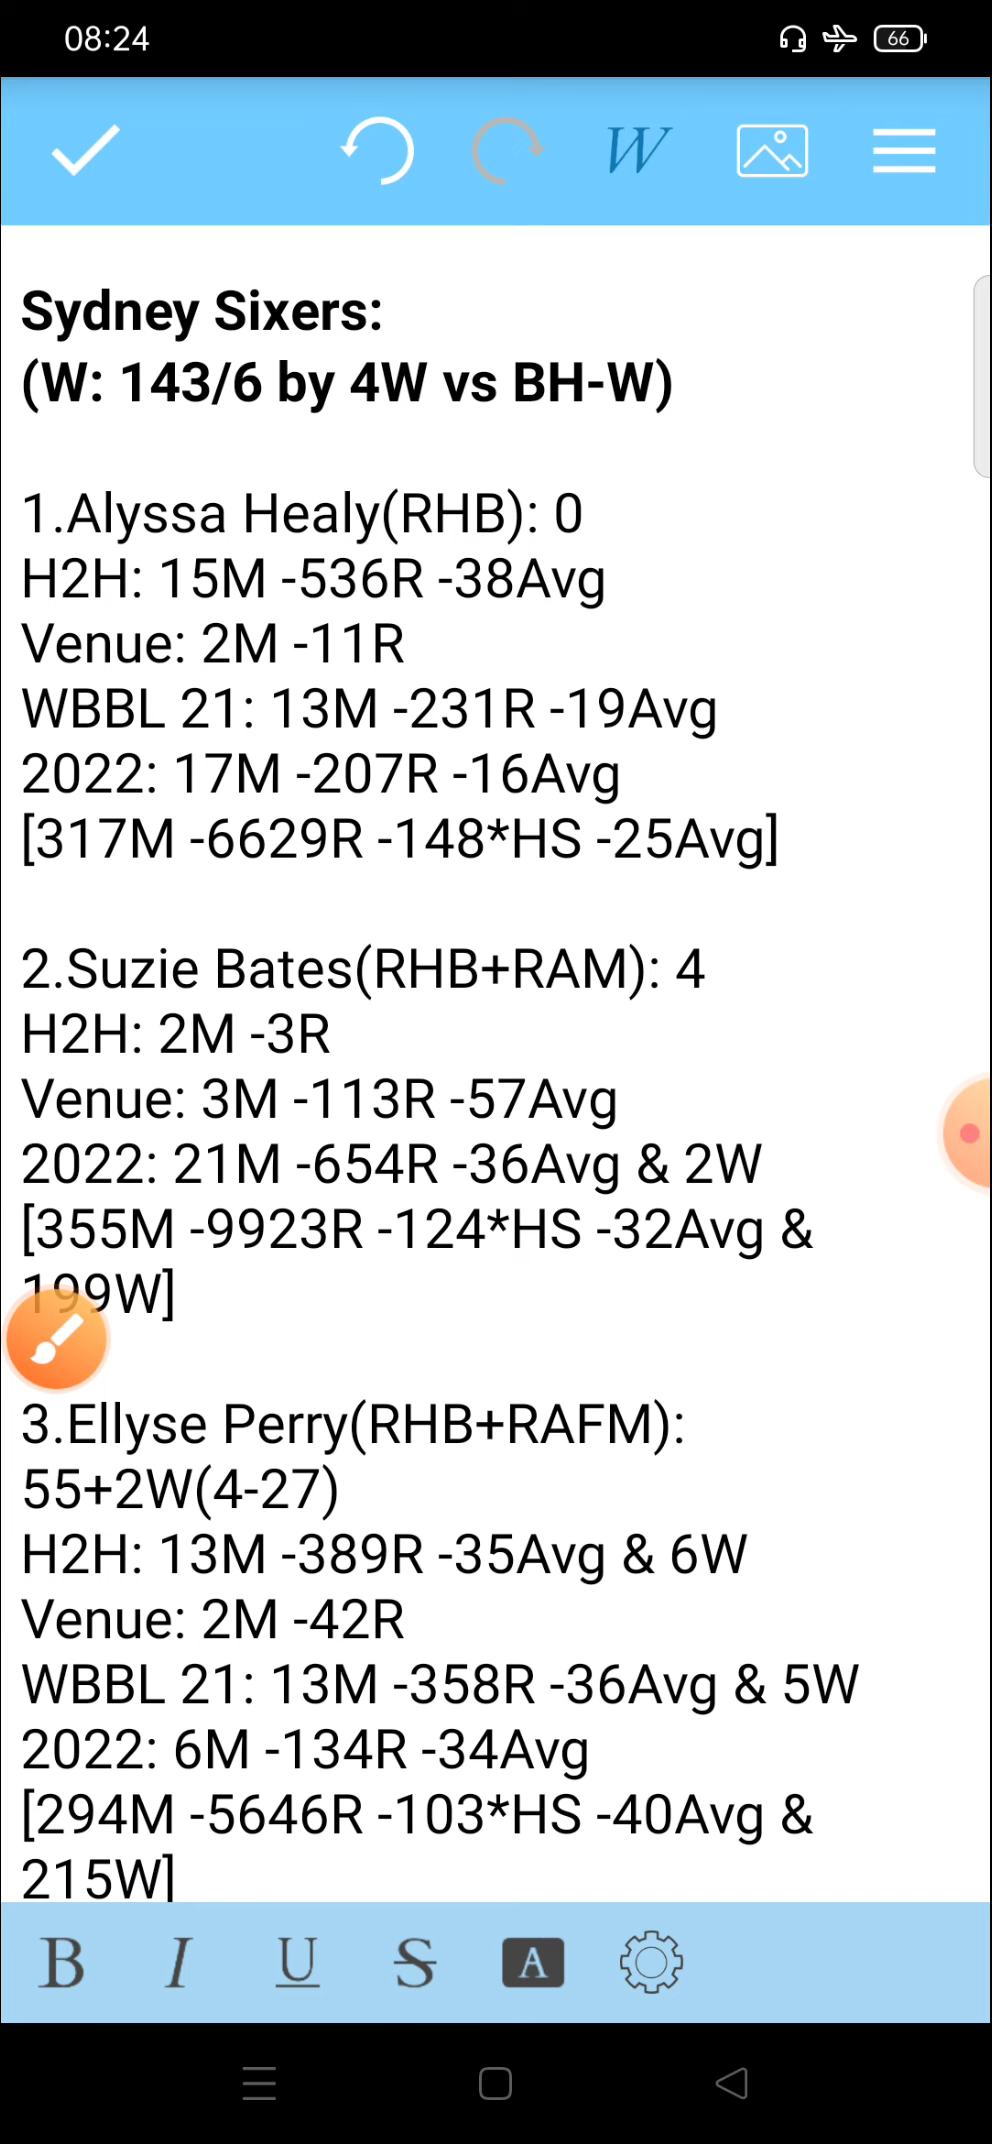 08:24
66
W
Sydney Sixers:
(W: 143/6 by 4W vs BH-W)
1.Alyssa Healy(RHB): 0
H2H: 15M -536R -38Avg
Venue: 2M -11R
WBBL 21: 13M -231R -19Avg
2022: 17M -207R -16Avg
[317M -6629R -148*HS -25Avg]
2.Suzie Bates(RHB+RAM): 4
H2H: 2M -3R
Venue: 3M -113R -57Avg
2022: 21M -654R -36Avg & 2W
[355M -9923R -124*HS -32Avg &
199W]
3.Ellyse Perry(RHB+RAFM):
55+2W(4-27)
H2H: 13M -389R -35Avg & 6W
Venue: 2M -42R
WBBL 21: 13M -358R -36Avg & 5W
2022: 6M -134R -34Avg
[294M -5646R -103*HS -40Avg &
215W]
B I U S A